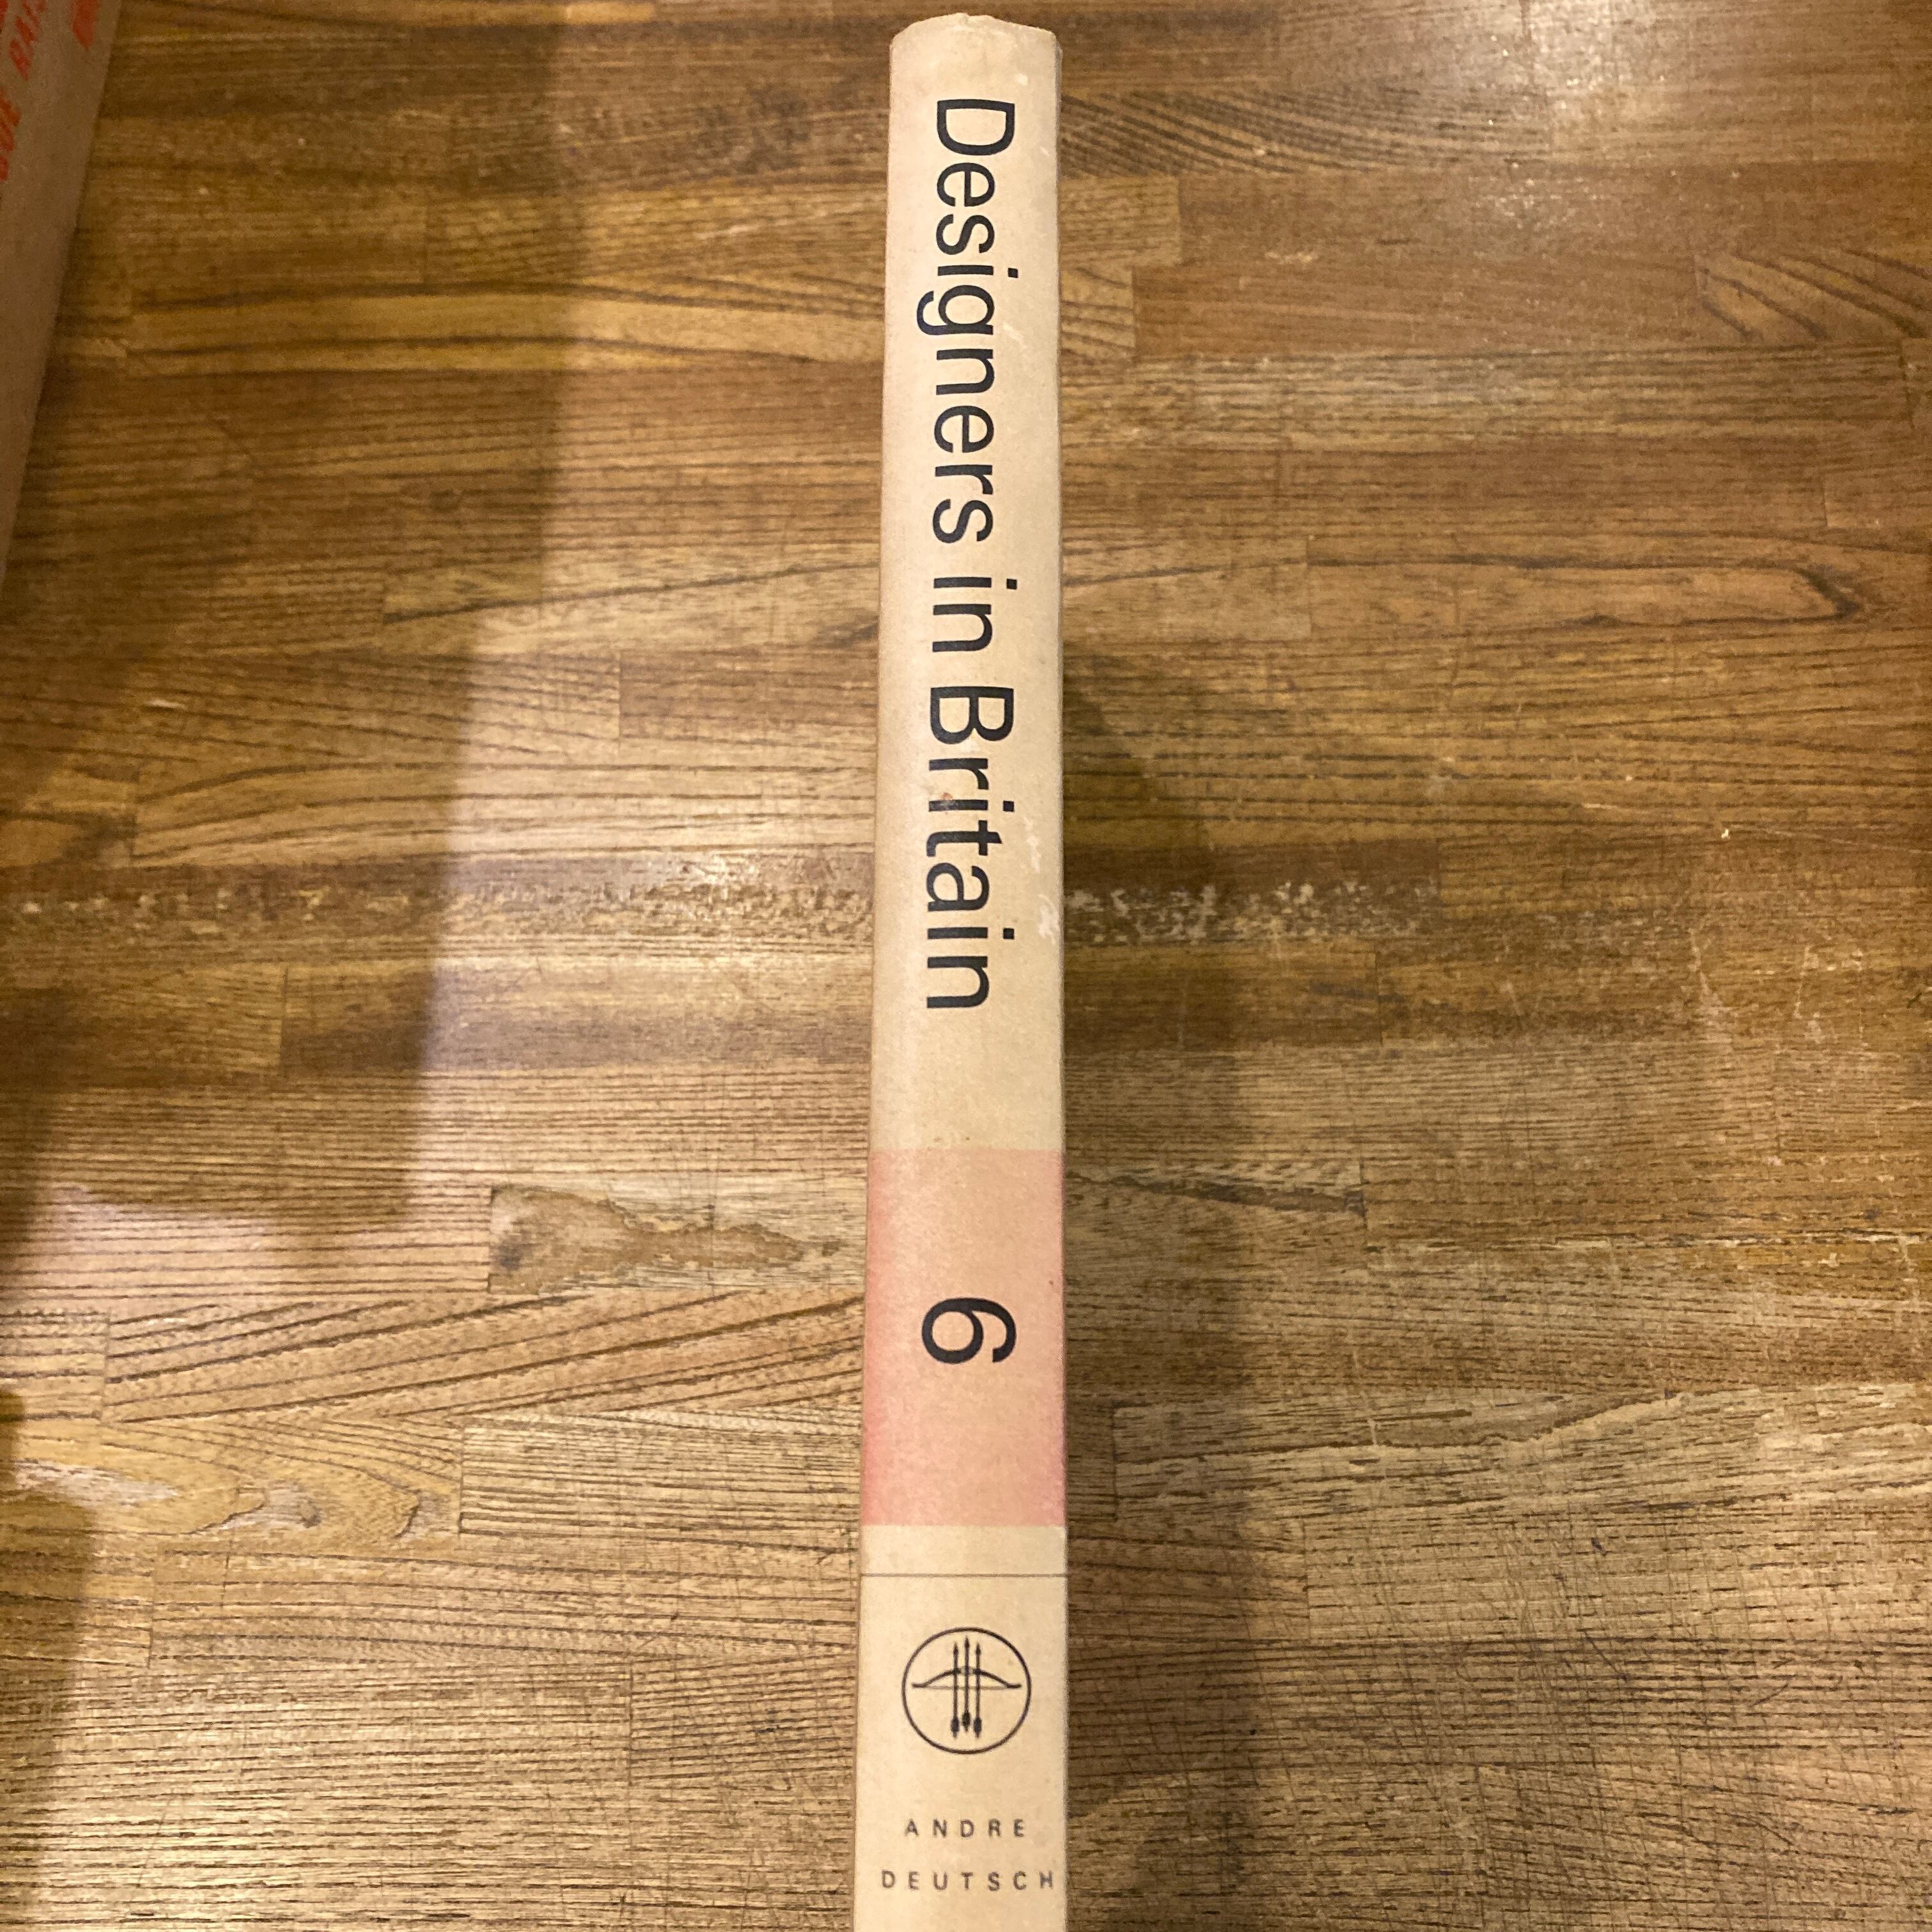 Designers in Britain
6
ANDRE
DEUTSCH